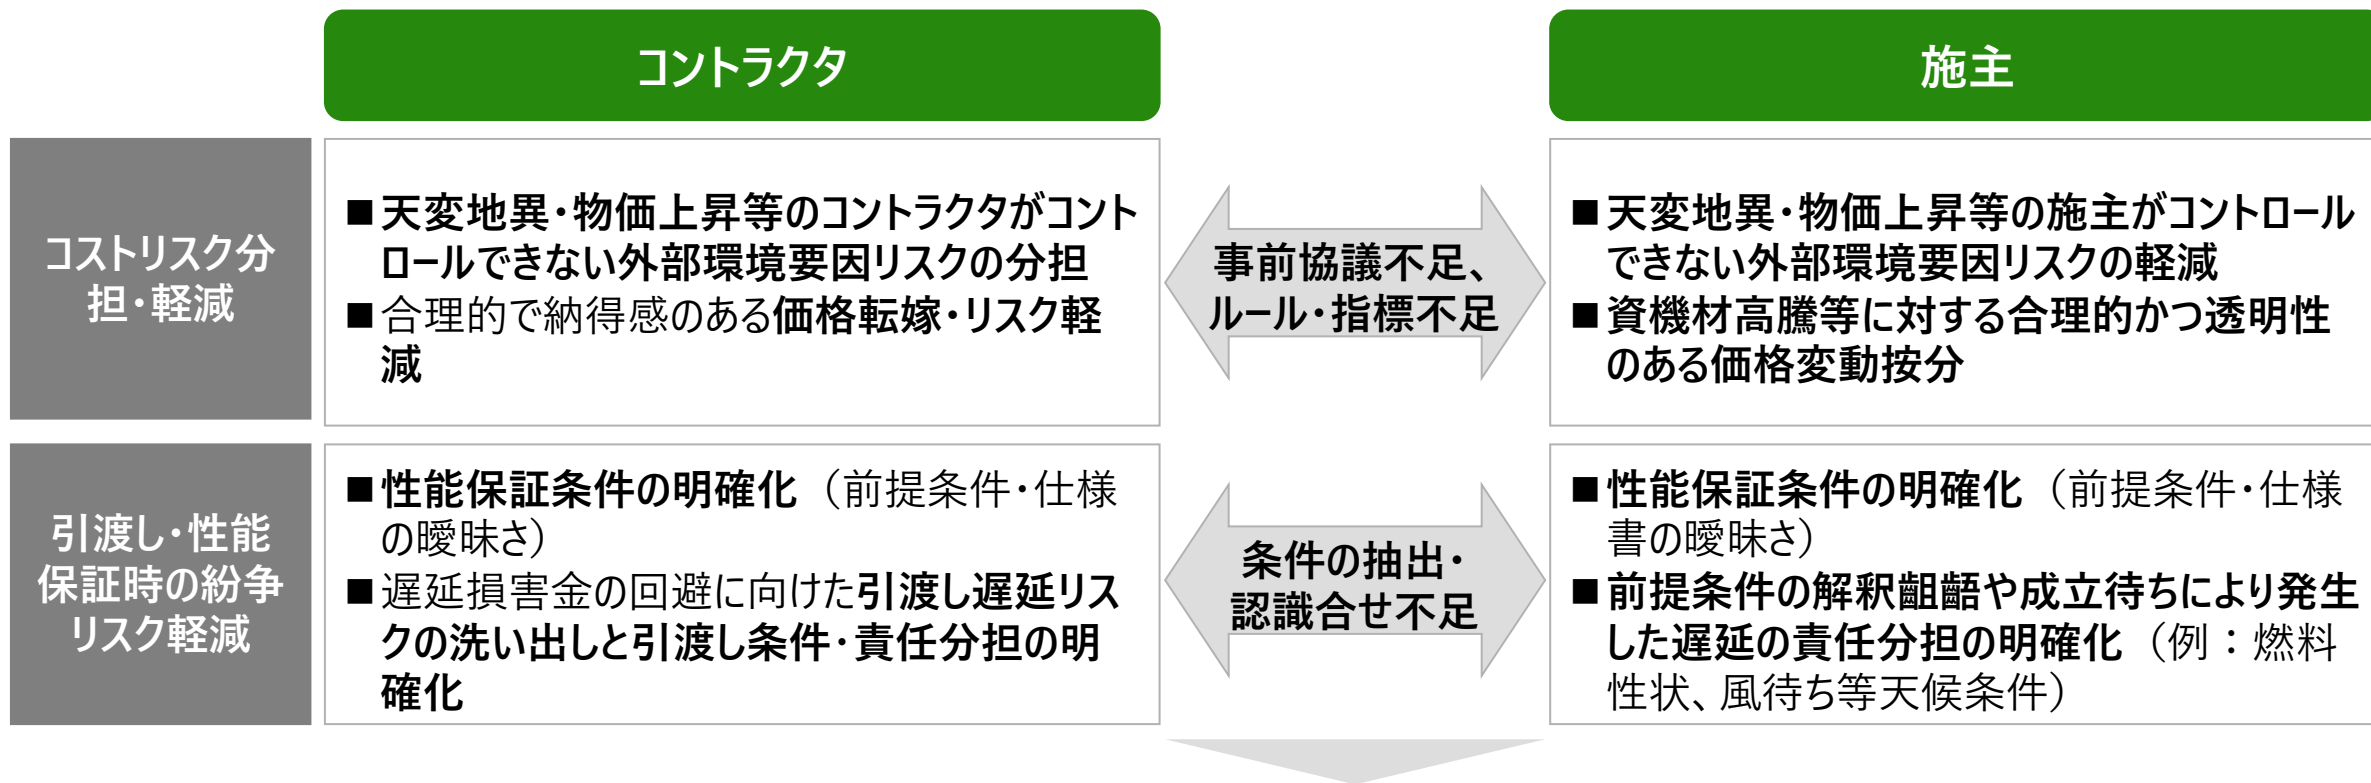 コントラクタ
施主
コストリスク分
担・軽減
■天変地異・物価上昇等のコントラクタがコント
ロールできない外部環境要因リスクの分担
■合理的で納得感のある価格転嫁・リスク軽
減
事前協議不足、
ルール・指標不足
■天変地異・物価上昇等の施主がコントロール
できない外部環境要因リスクの軽減
■資機材高騰等に対する合理的かつ透明性
のある価格変動按分
引渡し・性能
保証時の紛争
リスク軽減
■性能保証条件の明確化（前提条件・仕様
の曖昧さ）
■遅延損害金の回避に向けた引渡し遅延リス
クの洗い出しと引渡し条件・責任分担の明
確化
条件の抽出・
認識合せ不足
■性能保証条件の明確化（前提条件・仕様
書の曖昧さ）
■前提条件の解釈齟齬や成立待ちにより発生
した遅延の責任分担の明確化（例：燃料
性状、風待ち等天候条件）